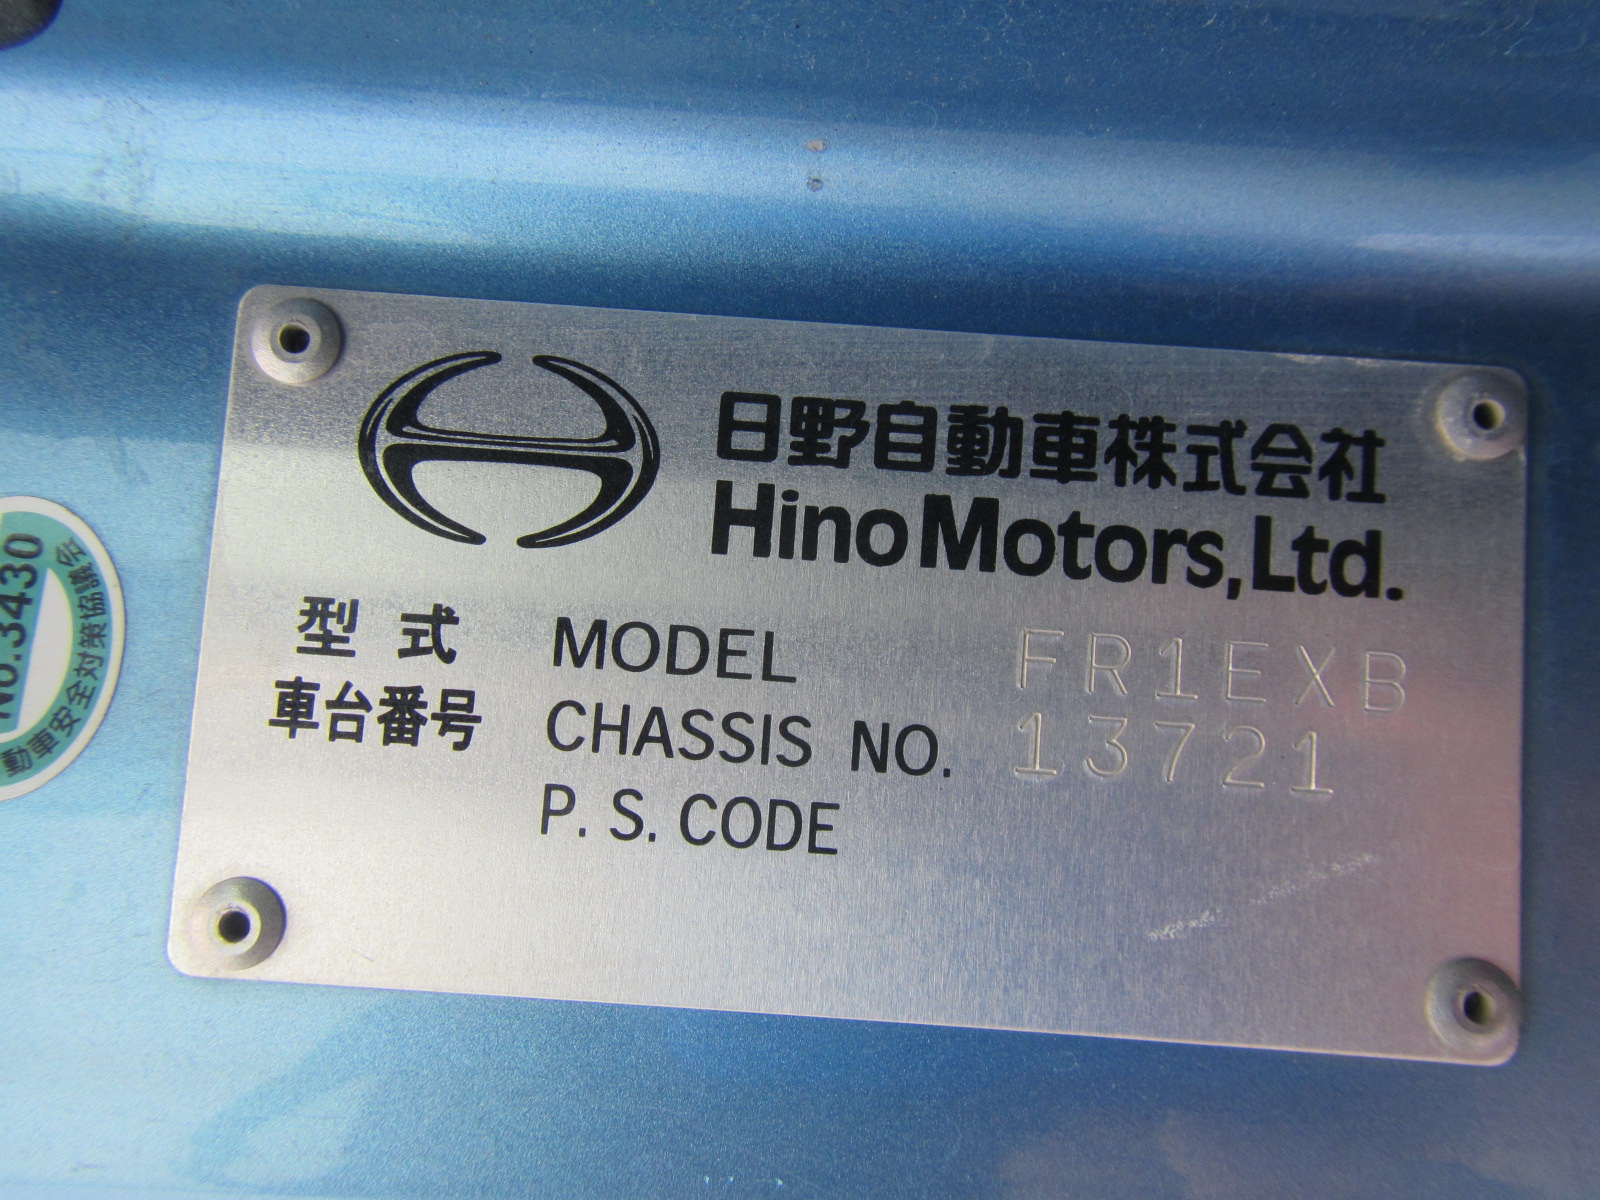 日野自動車株式会社
Hino Motors, Ltd.
型式 MODEL FR1EXB
車台番号 CHASSIS NO. 13721
P. S. CODE
No.3430
動車安全対策協議会